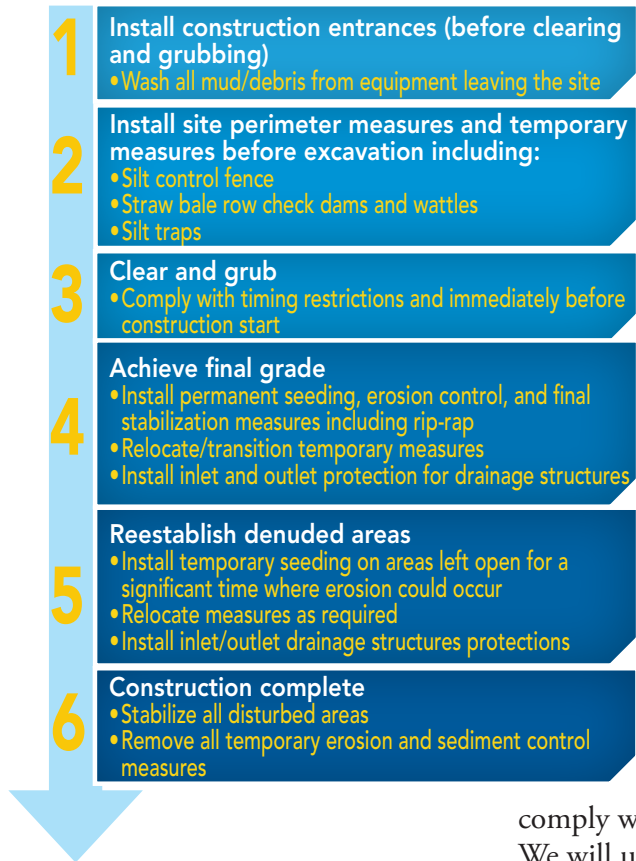 1
Install construction entrances (before clearing
and grubbing)
•Wash all mud/debris from equipment leaving the site
2
Install site perimeter measures and temporary
measures before excavation including:
•Silt control fence
•Straw bale row check dams and wattles
•Silt traps
3
Clear and grub
•Comply with timing restrictions and immediately before
construction start
4
Achieve final grade
•Install permanent seeding, erosion control, and final
stabilization measures including rip-rap
•Relocate/transition temporary measures
•Install inlet and outlet protection for drainage structures
5
Reestablish denuded areas
•Install temporary seeding on areas left open for a
significant time where erosion could occur
•Relocate measures as required
•Install inlet/outlet drainage structures protections
6
Construction complete
•Stabilize all disturbed areas
•Remove all temporary erosion and sediment control
measures
comply w
We will u